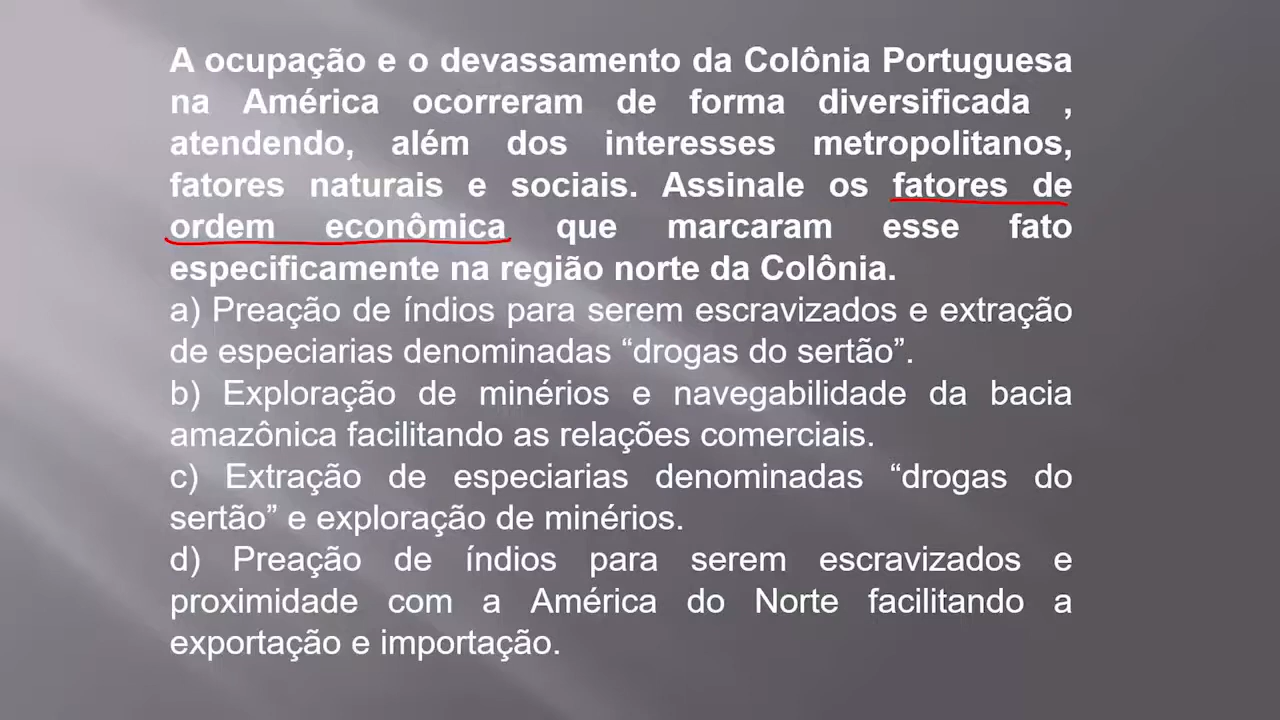 A ocupação e o devassamento da Colônia Portuguesa
na América ocorreram de forma diversificada ,
atendendo, além dos interesses metropolitanos,
fatores naturais e sociais. Assinale os fatores de
ordem econômica que marcaram esse fato
especificamente na região norte da Colônia.
a) Preação de índios para serem escravizados e extração
de especiarias denominadas “drogas do sertão”.
b) Exploração de minérios e navegabilidade da bacia
amazônica facilitando as relações comerciais.
c) Extração de especiarias denominadas “drogas do
sertão” e exploração de minérios.
d) Preação de índios para serem escravizados e
proximidade com a América do Norte facilitando a
exportação e importação.